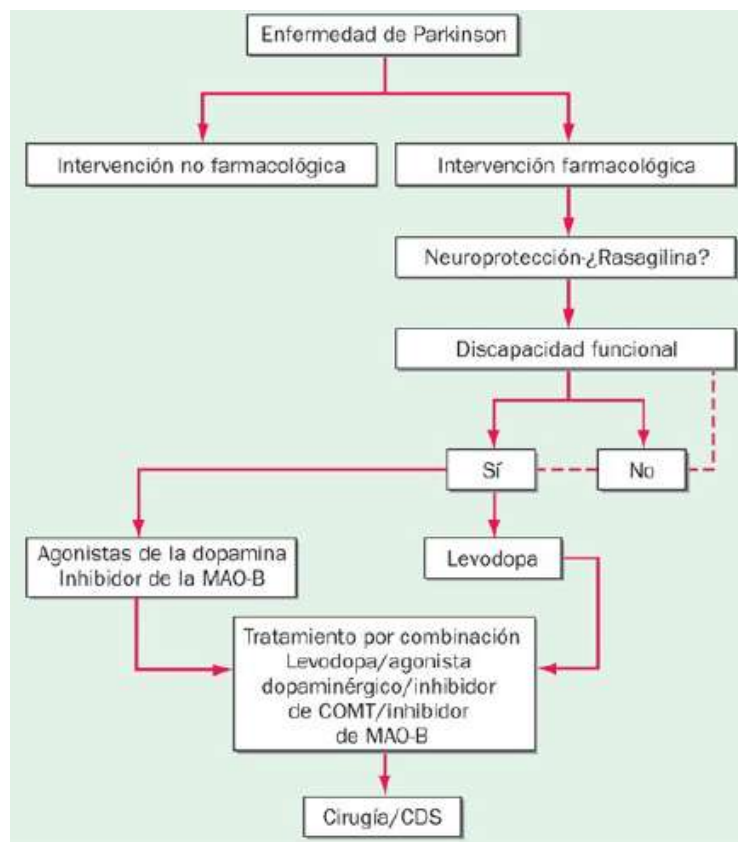 Enfermedad de Parkinson
Intervención no farmacológica
Intervención farmacológica
Neuroprotección-¿Rasagilina?
Discapacidad funcional
Sí
No
Agonistas de la dopamina
Inhibidor de la MAO-B
Levodopa
Tratamiento por combinación
Levodopa/agonista
dopaminérgico/inhibidor
de COMT/inhibidor
de MAO-B
Cirugía/CDS